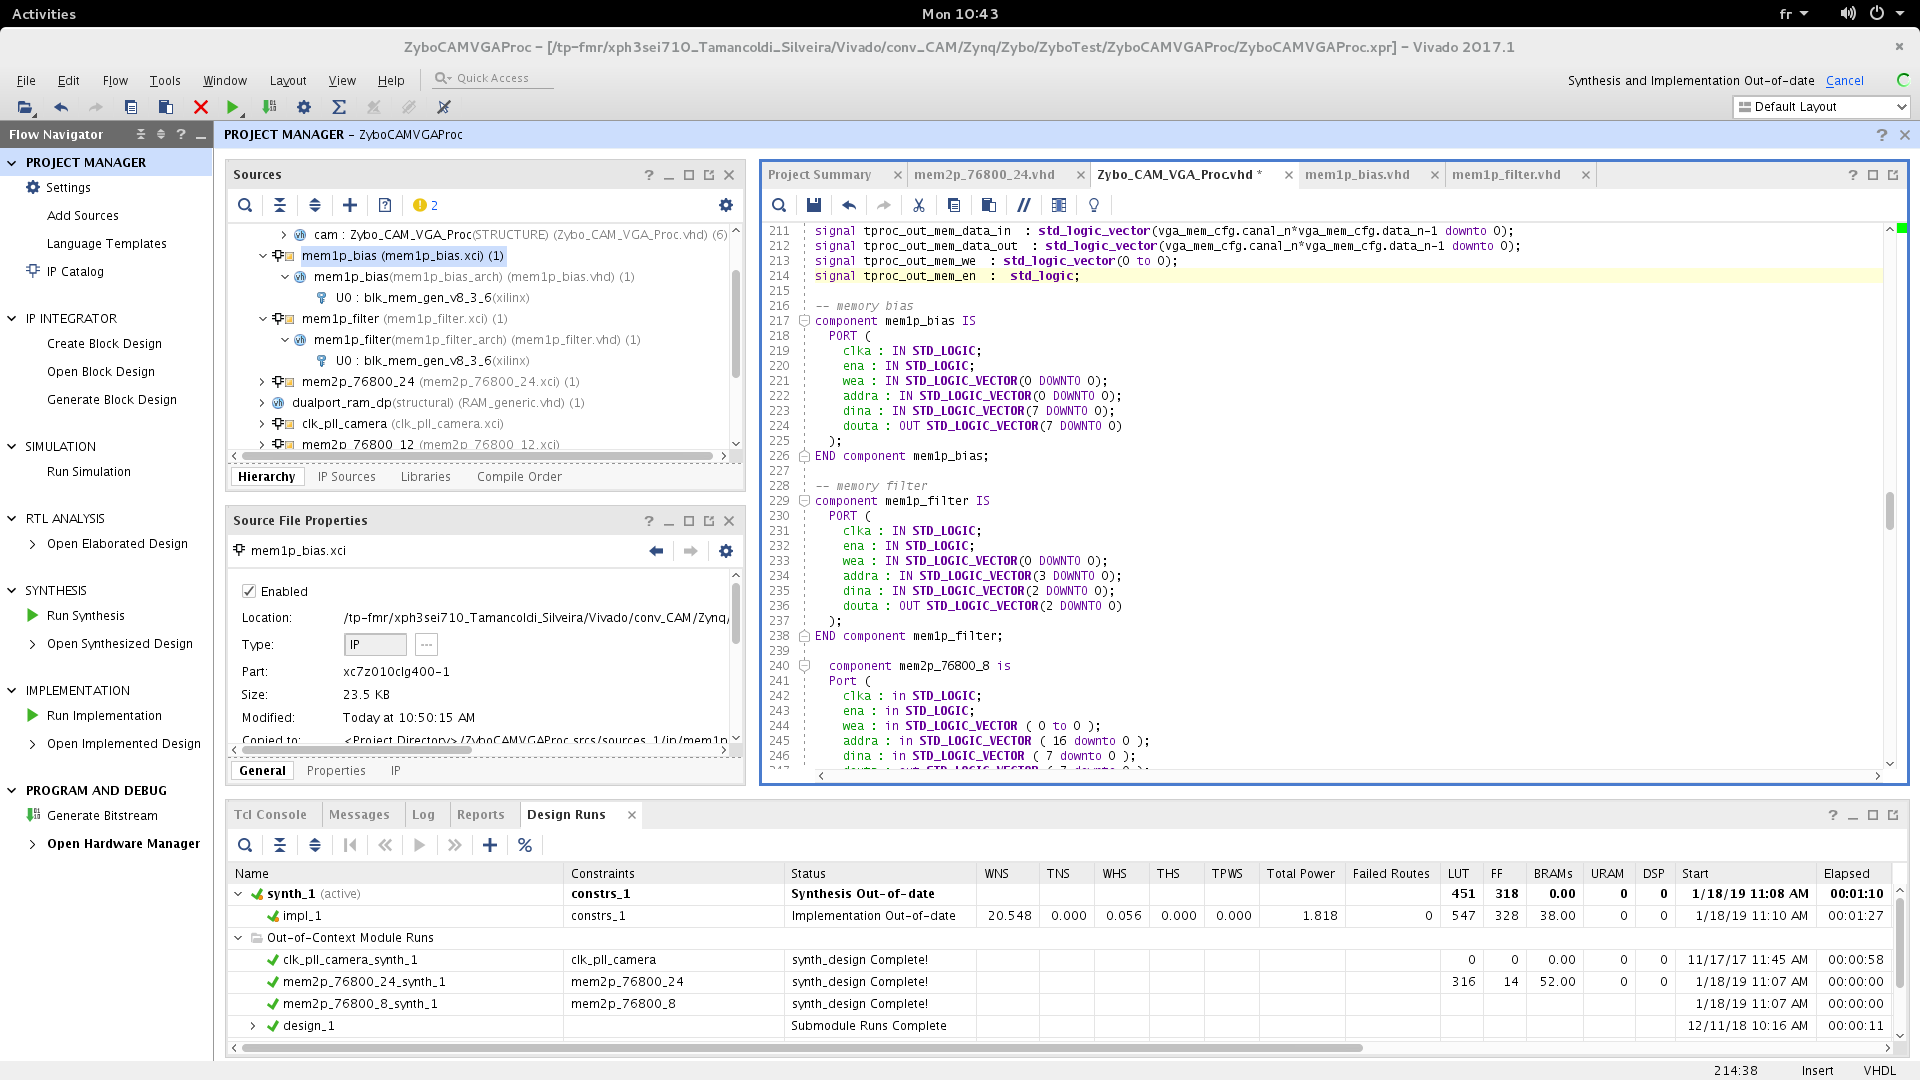 Activities
Mon 10:43
fr
ZyboCAMVGAProc - [/tp-fmr/xph3sei710_Tamancoldi_Silveira/Vivado/conv_CAM/Zynq/Zybo/ZyboTest/ZyboCAMVGAProc/ZyboCAMVGAProc.xpr] - Vivado 2017.1
File Edit Flow Tools Window Layout View Help Quick Access
Synthesis and Implementation Out-of-date Cancel
Default Layout
Flow Navigator
PROJECT MANAGER - ZyboCAMVGAProc
PROJECT MANAGER
Settings
Add Sources
Language Templates
IP Catalog
IP INTEGRATOR
Create Block Design
Open Block Design
Generate Block Design
SIMULATION
Run Simulation
RTL ANALYSIS
Open Elaborated Design
SYNTHESIS
Run Synthesis
Open Synthesized Design
IMPLEMENTATION
Run Implementation
Open Implemented Design
PROGRAM AND DEBUG
Generate Bitstream
Open Hardware Manager
Sources
2
cam : Zybo_CAM_VGA_Proc(STRUCTURE) (Zybo_CAM_VGA_Proc.vhd) (6)
mem1p_bias (mem1p_bias.xci) (1)
mem1p_bias(mem1p_bias_arch) (mem1p_bias.vhd) (1)
U0 : blk_mem_gen_v8_3_6(xilinx)
mem1p_filter (mem1p_filter.xci) (1)
mem1p_filter(mem1p_filter_arch) (mem1p_filter.vhd) (1)
U0 : blk_mem_gen_v8_3_6(xilinx)
mem2p_76800_24 (mem2p_76800_24.xci) (1)
dualport_ram_dp(structural) (RAM_generic.vhd) (1)
clk_pll_camera (clk_pll_camera.xci)
mem2p_76800_12 (mem2p_76800_12.xci)
Hierarchy IP Sources Libraries Compile Order
Source File Properties
mem1p_bias.xci
Enabled
Location: /tp-fmr/xph3sei710_Tamancoldi_Silveira/Vivado/conv_CAM/Zynq/
Type: IP ...
Part: xc7z010clg400-1
Size: 23.5 KB
Modified: Today at 10:50:15 AM
Copied to: <Project Directory>/ZyboCAMVGAProc.srcs/sources_1/ip/mem1p
General Properties IP
Project Summary mem2p_76800_24.vhd Zybo_CAM_VGA_Proc.vhd * mem1p_bias.vhd mem1p_filter.vhd
211 signal tproc_out_mem_data_in  : std_logic_vector(vga_mem_cfg.canal_n*vga_mem_cfg.data_n-1 downto 0);
212 signal tproc_out_mem_data_out  : std_logic_vector(vga_mem_cfg.canal_n*vga_mem_cfg.data_n-1 downto 0);
213 signal tproc_out_mem_we  : std_logic_vector(0 to 0);
214 signal tproc_out_mem_en  :  std_logic;
215
216 -- memory bias
217 component mem1p_bias IS
218 PORT (
219 clka : IN STD_LOGIC;
220 ena : IN STD_LOGIC;
221 wea : IN STD_LOGIC_VECTOR(0 DOWNTO 0);
222 addra : IN STD_LOGIC_VECTOR(0 DOWNTO 0);
223 dina : IN STD_LOGIC_VECTOR(7 DOWNTO 0);
224 douta : OUT STD_LOGIC_VECTOR(7 DOWNTO 0)
225 );
226 END component mem1p_bias;
227
228 -- memory filter
229 component mem1p_filter IS
230 PORT (
231 clka : IN STD_LOGIC;
232 ena : IN STD_LOGIC;
233 wea : IN STD_LOGIC_VECTOR(0 DOWNTO 0);
234 addra : IN STD_LOGIC_VECTOR(3 DOWNTO 0);
235 dina : IN STD_LOGIC_VECTOR(2 DOWNTO 0);
236 douta : OUT STD_LOGIC_VECTOR(2 DOWNTO 0)
237 );
238 END component mem1p_filter;
239
240 component mem2p_76800_8 is
241 Port (
242 clka : in STD_LOGIC;
243 ena : in STD_LOGIC;
244 wea : in STD_LOGIC_VECTOR ( 0 to 0 );
245 addra : in STD_LOGIC_VECTOR ( 16 downto 0 );
246 dina : in STD_LOGIC_VECTOR ( 7 downto 0 );
247 douta : out STD_LOGIC_VECTOR ( 7 downto 0 );
Tcl Console Messages Log Reports Design Runs
Name Constraints Status WNS TNS WHS THS TPWS Total Power Failed Routes LUT FF BRAMs URAM DSP Start Elapsed
synth_1 (active) constrs_1 Synthesis Out-of-date 451 318 0.00 0 0 1/18/19 11:08 AM 00:01:10
impl_1 constrs_1 Implementation Out-of-date 20.548 0.000 0.056 0.000 0.000 1.818 0 547 328 38.00 0 0 1/18/19 11:10 AM 00:01:27
Out-of-Context Module Runs
clk_pll_camera_synth_1 clk_pll_camera synth_design Complete! 0 0 0.00 0 0 11/17/17 11:45 AM 00:00:58
mem2p_76800_24_synth_1 mem2p_76800_24 synth_design Complete! 316 14 52.00 0 0 1/18/19 11:07 AM 00:00:00
mem2p_76800_8_synth_1 mem2p_76800_8 synth_design Complete! 1/18/19 11:07 AM 00:00:00
design_1 Submodule Runs Complete 12/11/18 10:16 AM 00:00:11
214:38 Insert VHDL